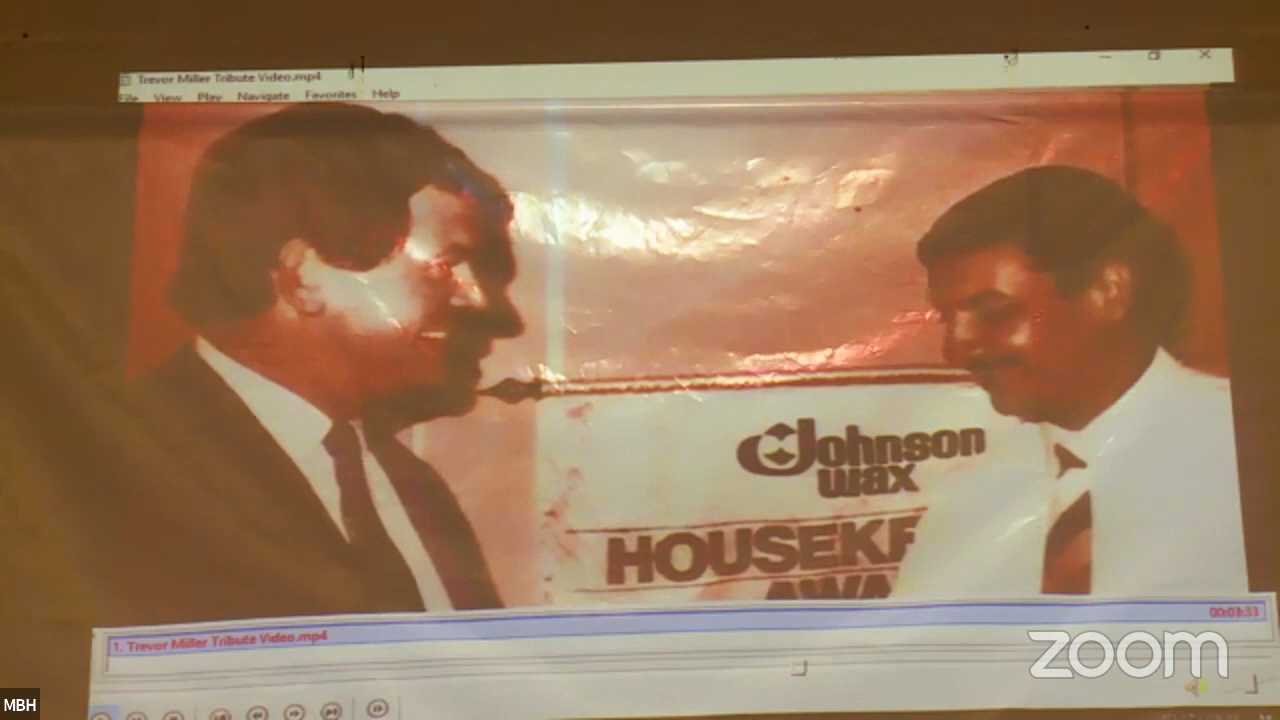 Trevor Miller Tribute Video.mp4
File View Play Navigate Favorites Help
Johnson
wax
HOUSEKE
AWA
1. Trevor Miller Tribute Video.mp4
00:03:33
zoom
MBH